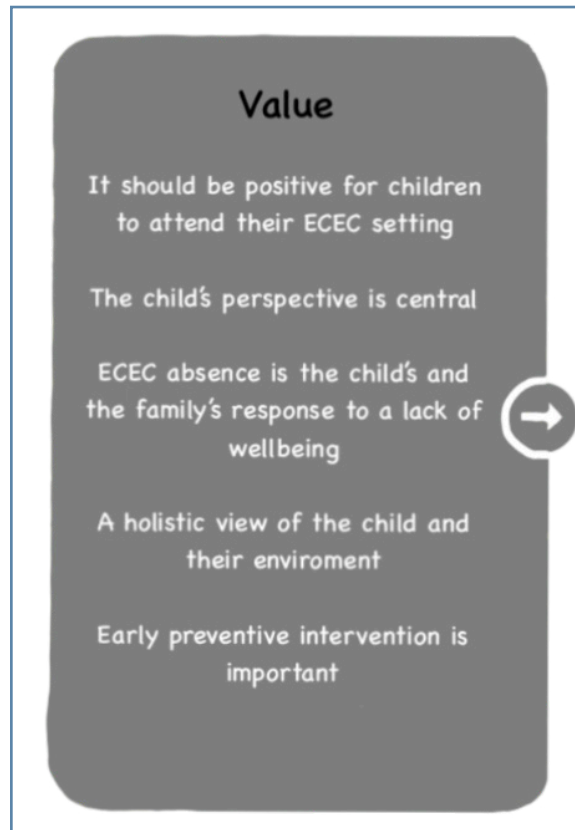 Value
It should be positive for children
to attend their ECEC setting
The child's perspective is central
ECEC absence is the child's and
the family's response to a lack of
wellbeing
A holistic view of the child and
their enviroment
Early preventive intervention is
important